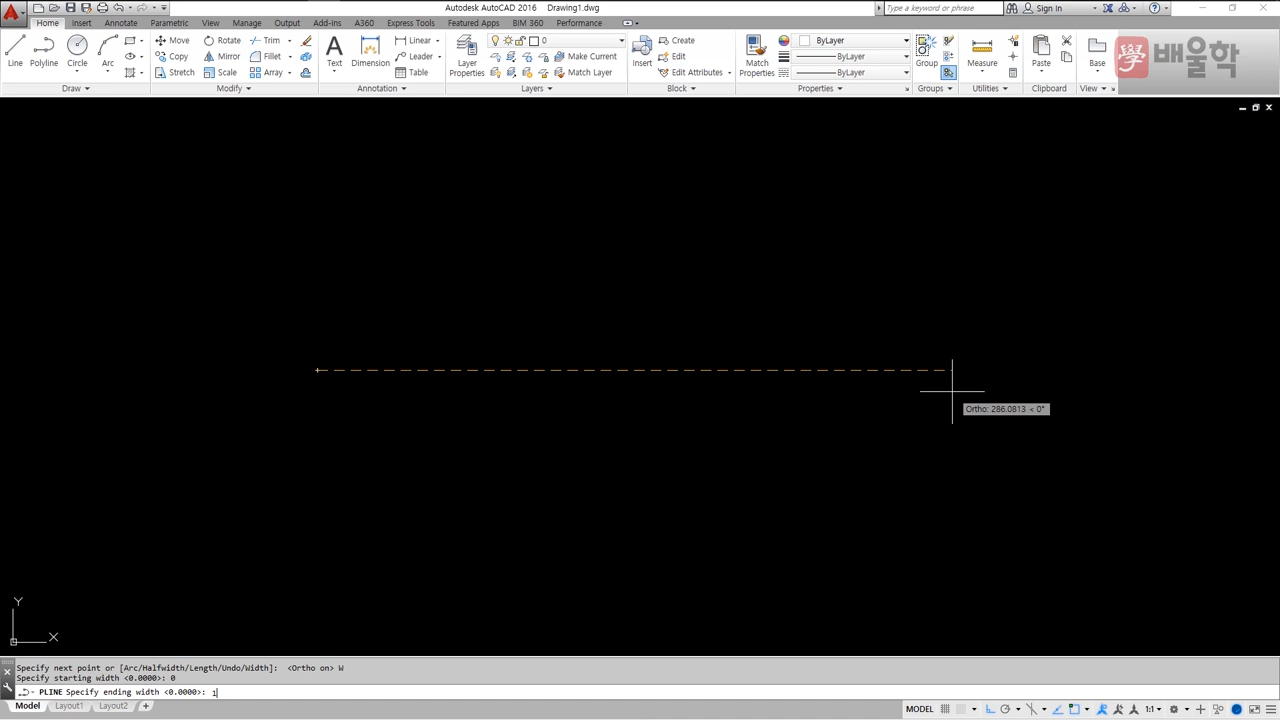 Autodesk AutoCAD 2016 Drawing1.dwg
Type a keyword or phrase
Sign In
Home Insert Annotate Parametric View Manage Output Add-ins A360 Express Tools Featured Apps BIM 360 Performance
Line Polyline Circle Arc
Move Rotate Trim
Copy Mirror Fillet
Stretch Scale Array
Text Dimension
Linear
Leader
Table
Layer Properties
0
Make Current
Match Layer
Insert
Create
Edit
Edit Attributes
Match Properties
ByLayer
ByLayer
ByLayer
Group
Measure
Paste
Base
學 배울학
Draw Modify Annotation Layers Block Properties Groups Utilities Clipboard View
Ortho: 286.0813 < 0°
Y
X
Specify next point or [Arc/Halfwidth/Length/Undo/Width]: <Ortho on> W
Specify starting width <0.0000>: 0
PLINE Specify ending width <0.0000>: 1
Model Layout1 Layout2 +
MODEL 1:1